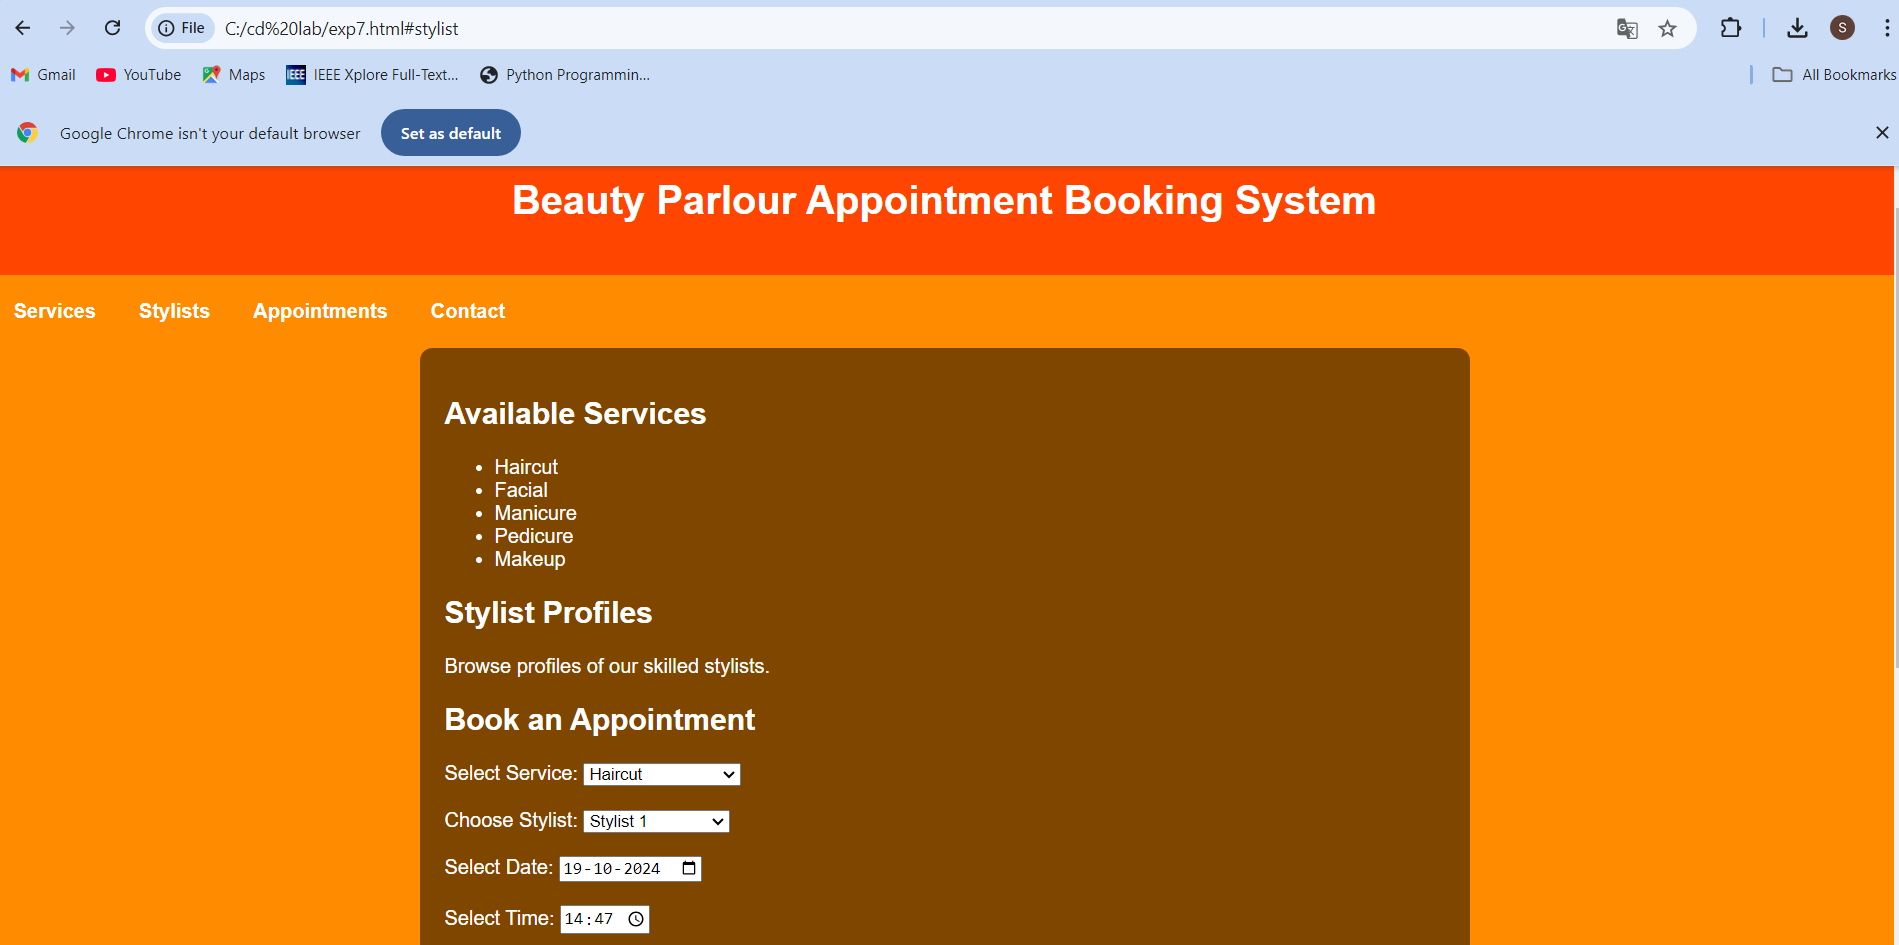 File C:/cd%20lab/exp7.html#stylist S
Gmail YouTube Maps IEEE IEEE Xplore Full-Text... Python Programmin... All Bookmarks
Google Chrome isn't your default browser Set as default
Beauty Parlour Appointment Booking System
Services Stylists Appointments Contact
Available Services
• Haircut
• Facial
• Manicure
• Pedicure
• Makeup
Stylist Profiles
Browse profiles of our skilled stylists.
Book an Appointment
Select Service: Haircut
Choose Stylist: Stylist 1
Select Date: 19-10-2024
Select Time: 14:47